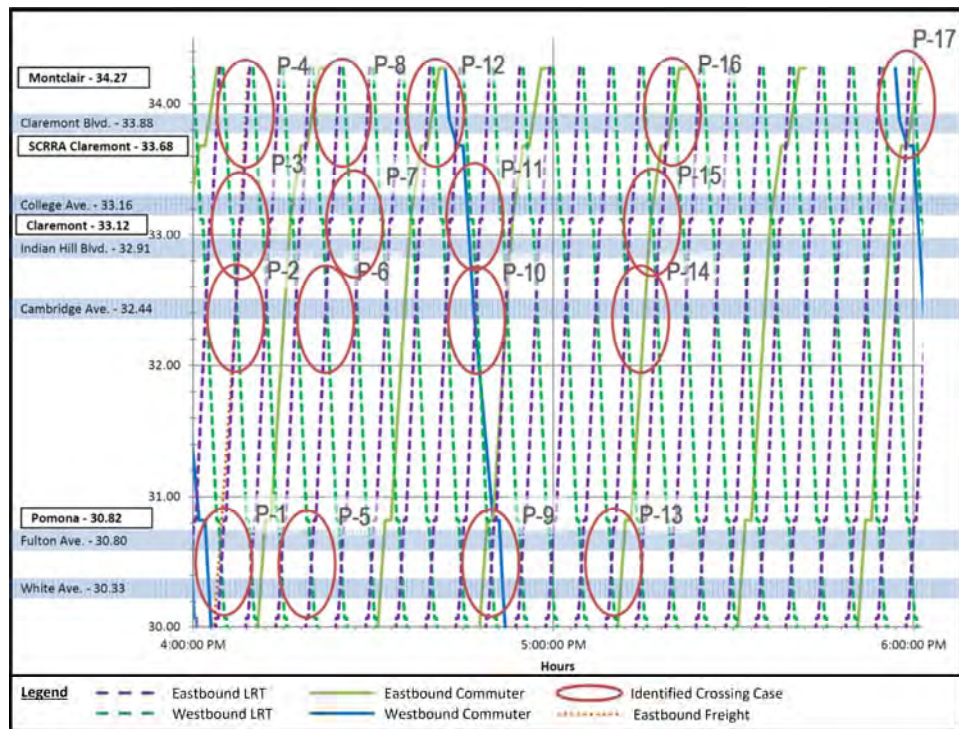 P-17
P-4 P-8 P-12 P-16
Montclair - 34.27
34.00
Claremont Blvd. - 33.88
SCRRA Claremont - 33.68
P-3 P-7 P-11 P-15
College Ave. - 33.16
Claremont - 33.12
33.00
Indian Hill Blvd. - 32.91
P-2 P-6 P-10 P-14
Cambridge Ave. - 32.44
32.00
31.00
Pomona - 30.82
P-1 P-5 P-9 P-13
Fulton Ave. - 30.80
White Ave. - 30.33
30.00
4:00:00 PM 5:00:00 PM 6:00:00 PM
Hours
Legend Eastbound LRT Eastbound Commuter Identified Crossing Case
Westbound LRT Westbound Commuter Eastbound Freight